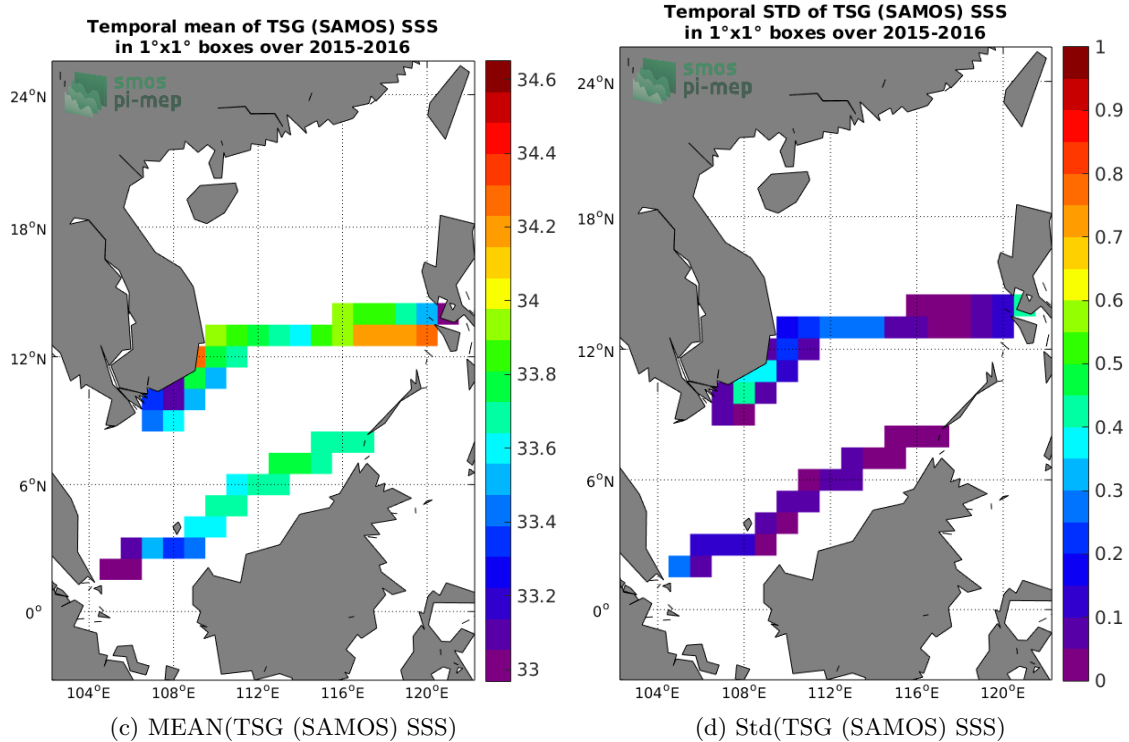 Temporal mean of TSG (SAMOS) SSS
in 1°x1° boxes over 2015-2016
smos
pi-mep
24°N
18°N
12°N
6°N
0°
104°E
108°E
112°E
116°E
120°E
34.6
34.4
34.2
34
33.8
33.6
33.4
33.2
33
(c) MEAN(TSG (SAMOS) SSS)
Temporal STD of TSG (SAMOS) SSS
in 1°x1° boxes over 2015-2016
smos
pi-mep
24°N
18°N
12°N
6°N
0°
104°E
108°E
112°E
116°E
120°E
1
0.9
0.8
0.7
0.6
0.5
0.4
0.3
0.2
0.1
0
(d) Std(TSG (SAMOS) SSS)